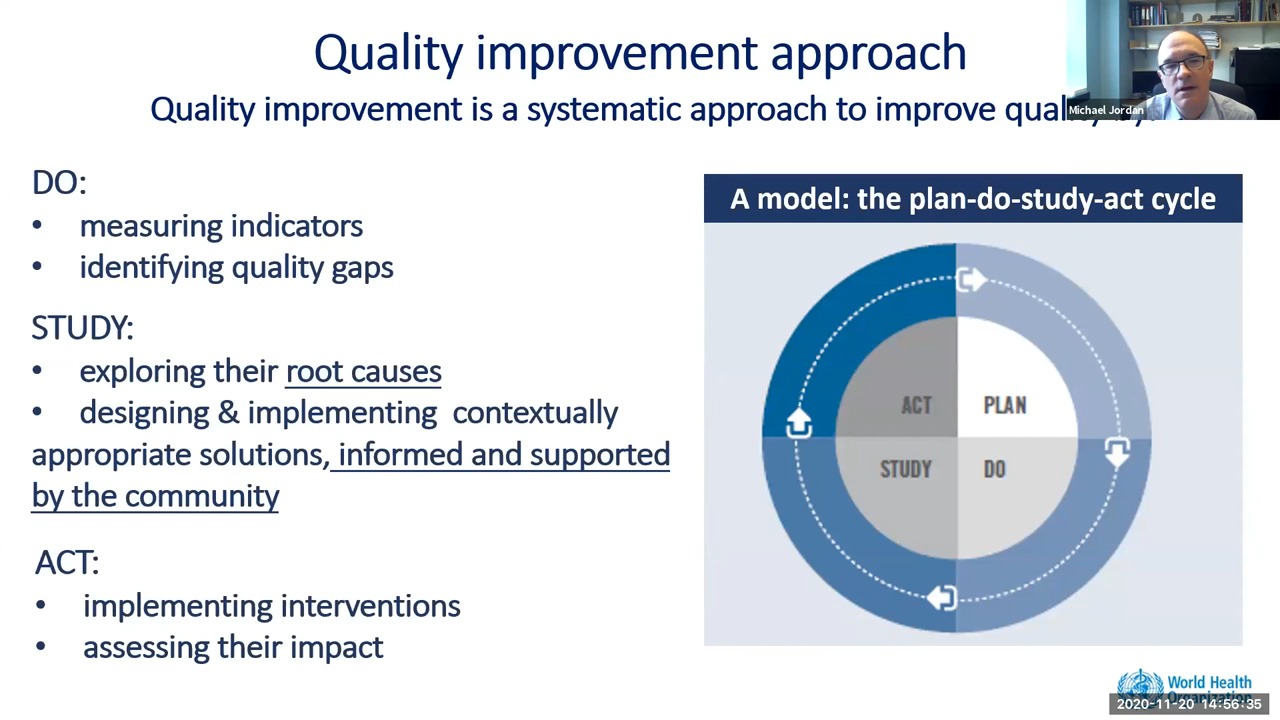 Quality improvement approach
Quality improvement is a systematic approach to improve
Michael Jordan
DO:
• measuring indicators
• identifying quality gaps
STUDY:
• exploring their root causes
• designing & implementing contextually
appropriate solutions, informed and supported
by the community
ACT:
• implementing interventions
• assessing their impact
A model: the plan-do-study-act cycle
ACT PLAN
STUDY DO
World Health
Organization
2020-11-20 14:56:35